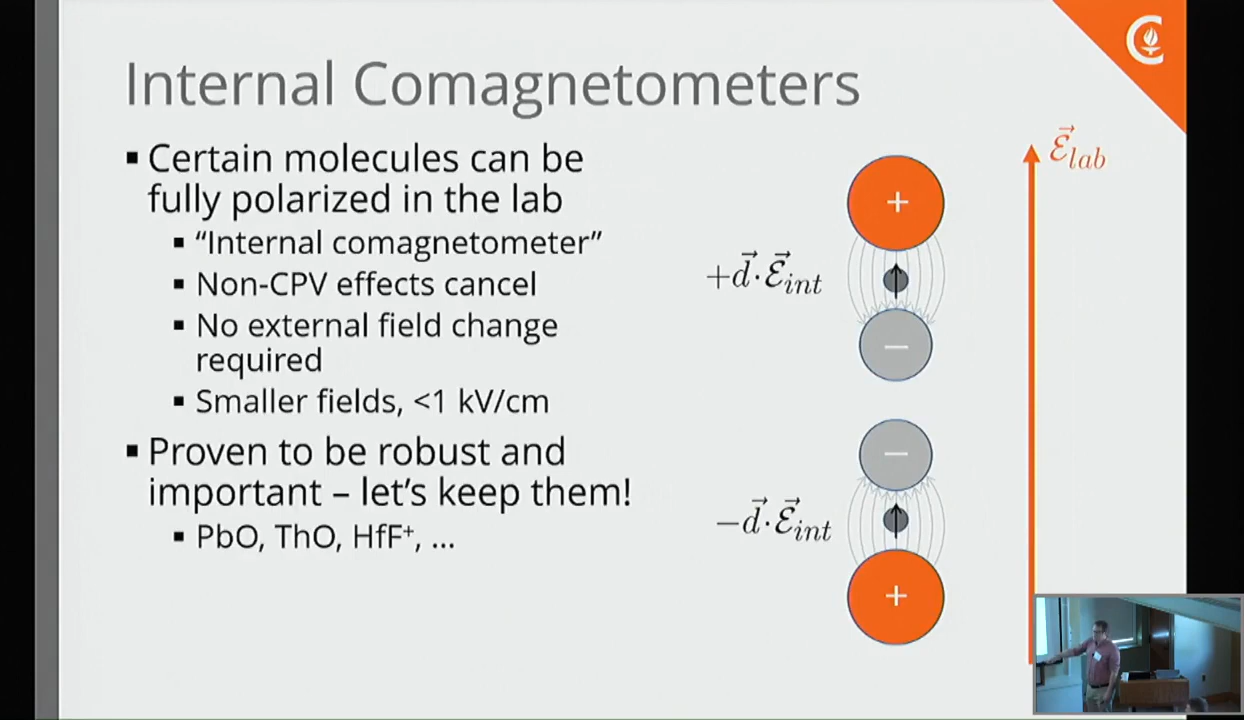 Internal Comagnetometers
▪ Certain molecules can be
fully polarized in the lab
▪ “Internal comagnetometer”
▪ Non-CPV effects cancel
▪ No external field change
required
▪ Smaller fields, <1 kV/cm
▪ Proven to be robust and
important – let’s keep them!
▪ PbO, ThO, HfF⁺, ...
+
+d⃗·ℰ⃗int
−
−
−d⃗·ℰ⃗int
+
ℰ⃗lab